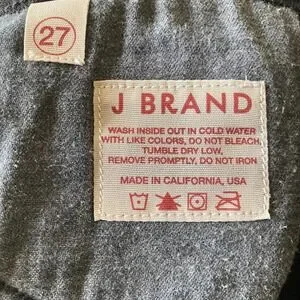 27
J BRAND
WASH INSIDE OUT IN COLD WATER
WITH LIKE COLORS, DO NOT BLEACH.
TUMBLE DRY LOW.
REMOVE PROMPTLY, DO NOT IRON
MADE IN CALIFORNIA, USA